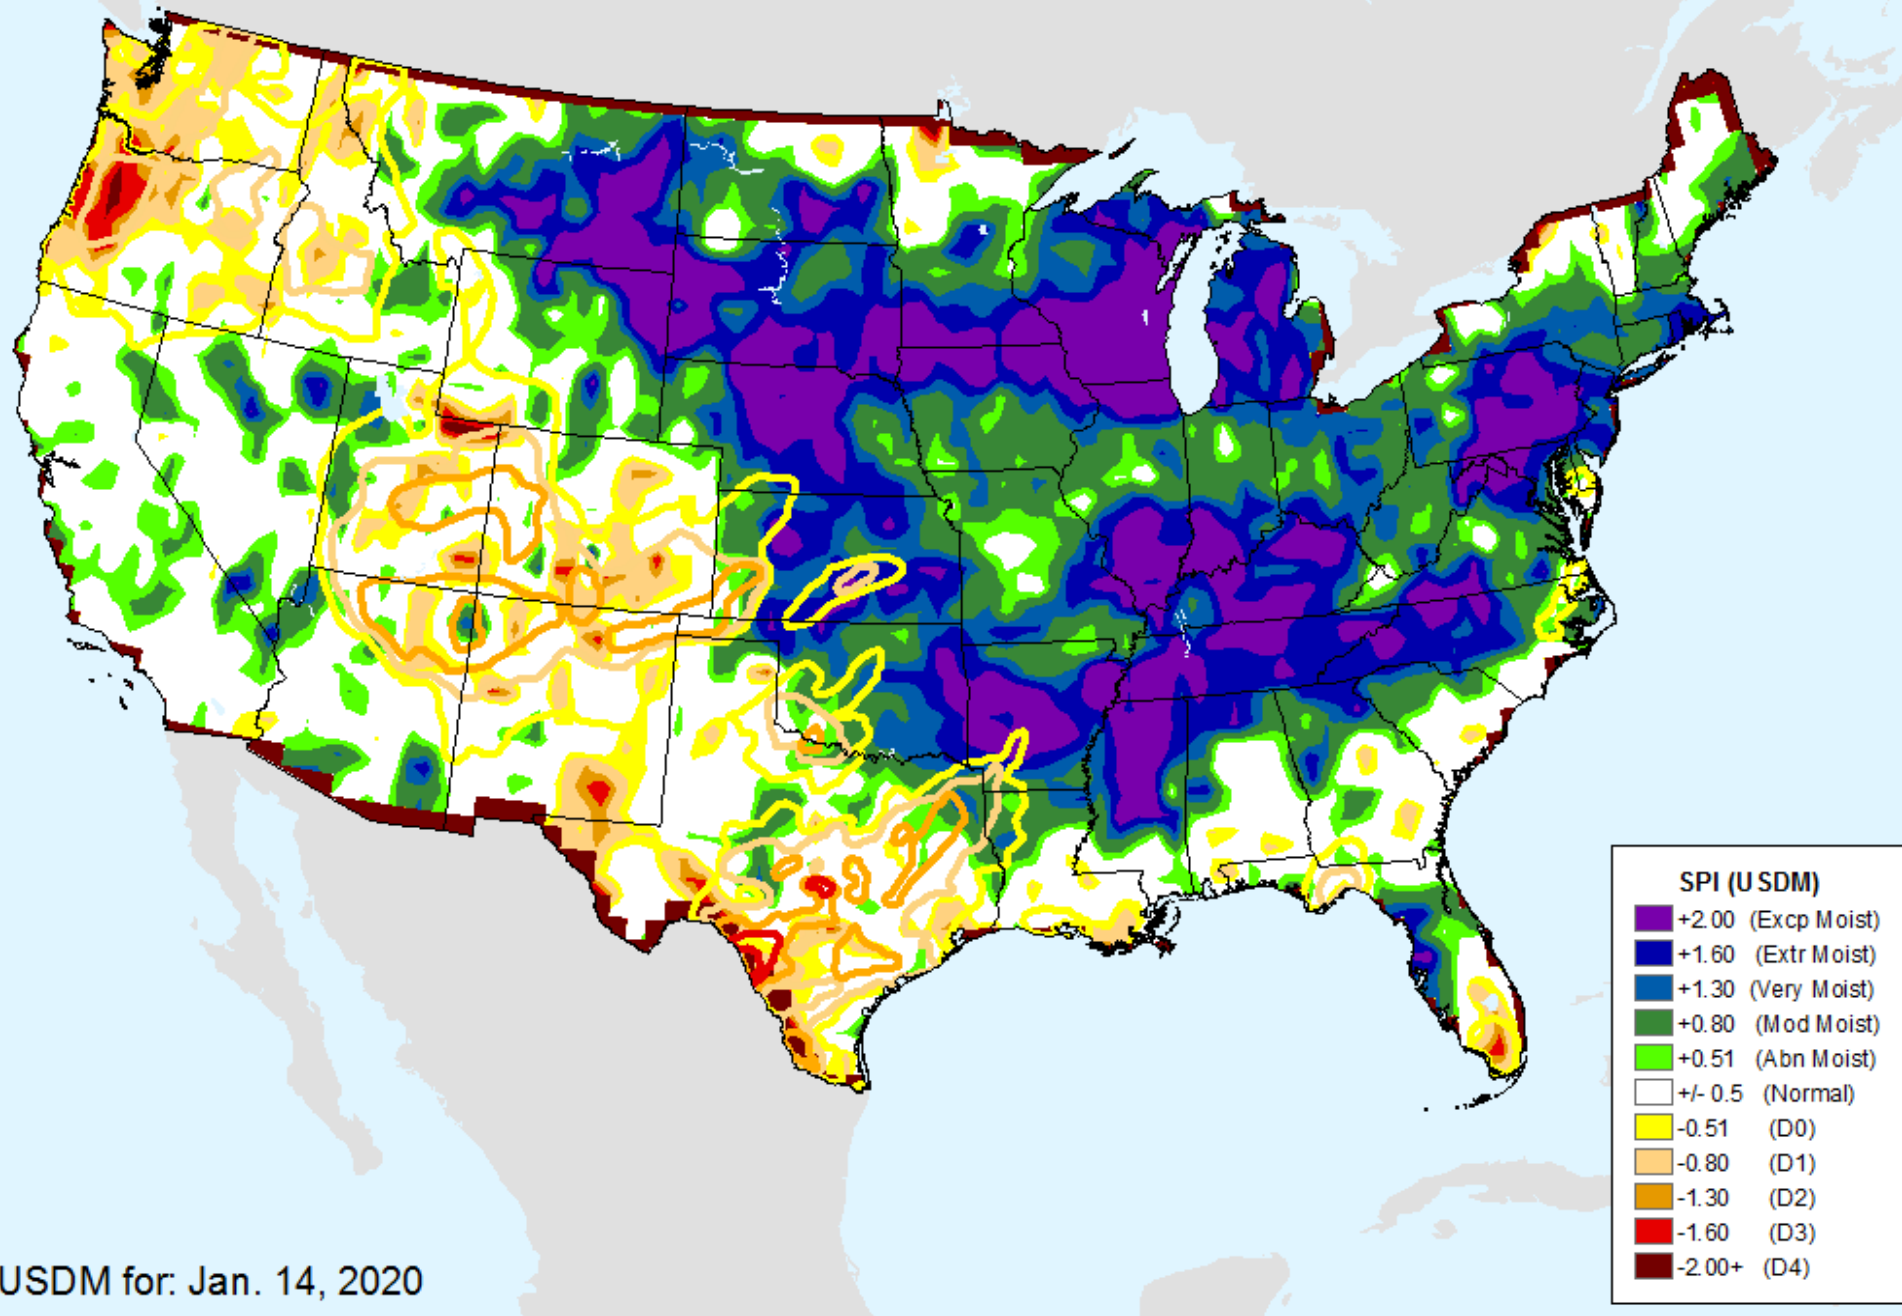 SPI (USDM)
+2.00 (Excp Moist)
+1.60 (Extr Moist)
+1.30 (Very Moist)
+0.80 (Mod Moist)
+0.51 (Abn Moist)
+/- 0.5 (Normal)
-0.51 (D0)
-0.80 (D1)
-1.30 (D2)
-1.60 (D3)
-2.00+ (D4)
USDM for: Jan. 14, 2020